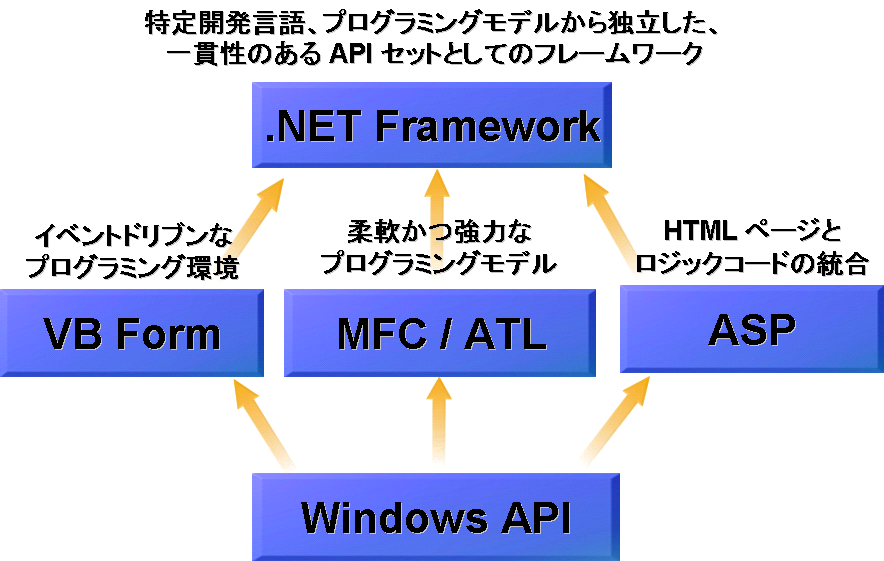 特定開発言語、プログラミングモデルから独立した、
一貫性のある API セットとしてのフレームワーク
.NET Framework
イベントドリブンな
プログラミング環境
柔軟かつ強力な
プログラミングモデル
HTML ページと
ロジックコードの統合
VB Form
MFC / ATL
ASP
Windows API